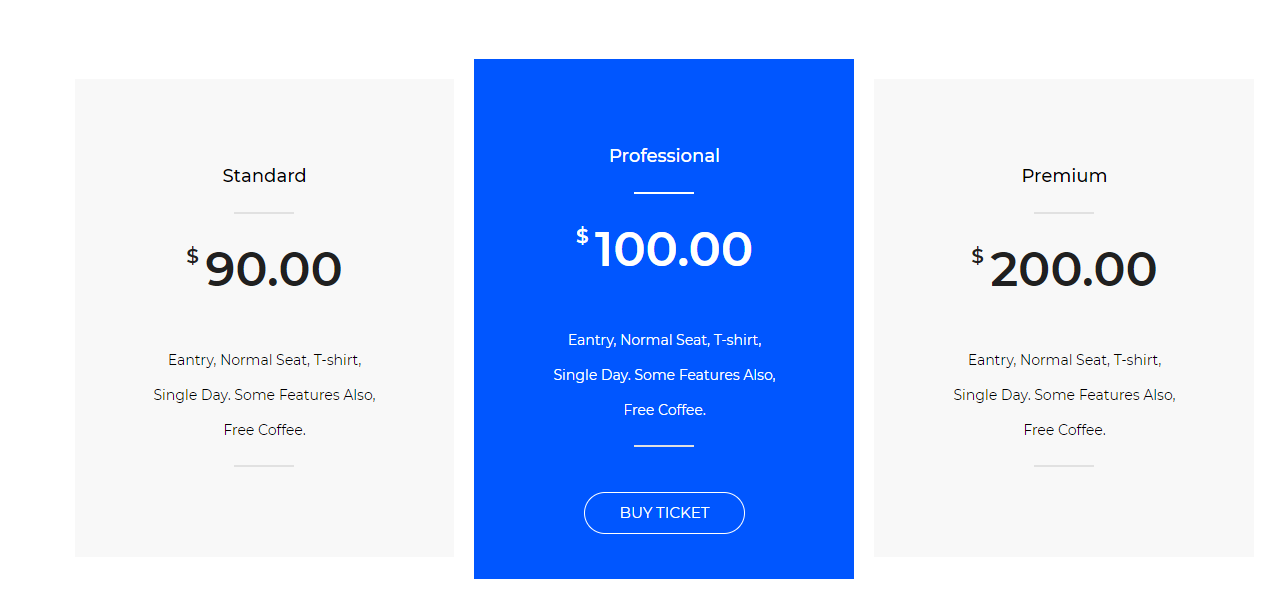 Standard
$ 90.00
Eantry, Normal Seat, T-shirt,
Single Day. Some Features Also,
Free Coffee.
Professional
$ 100.00
Eantry, Normal Seat, T-shirt,
Single Day. Some Features Also,
Free Coffee.
BUY TICKET
Premium
$ 200.00
Eantry, Normal Seat, T-shirt,
Single Day. Some Features Also,
Free Coffee.